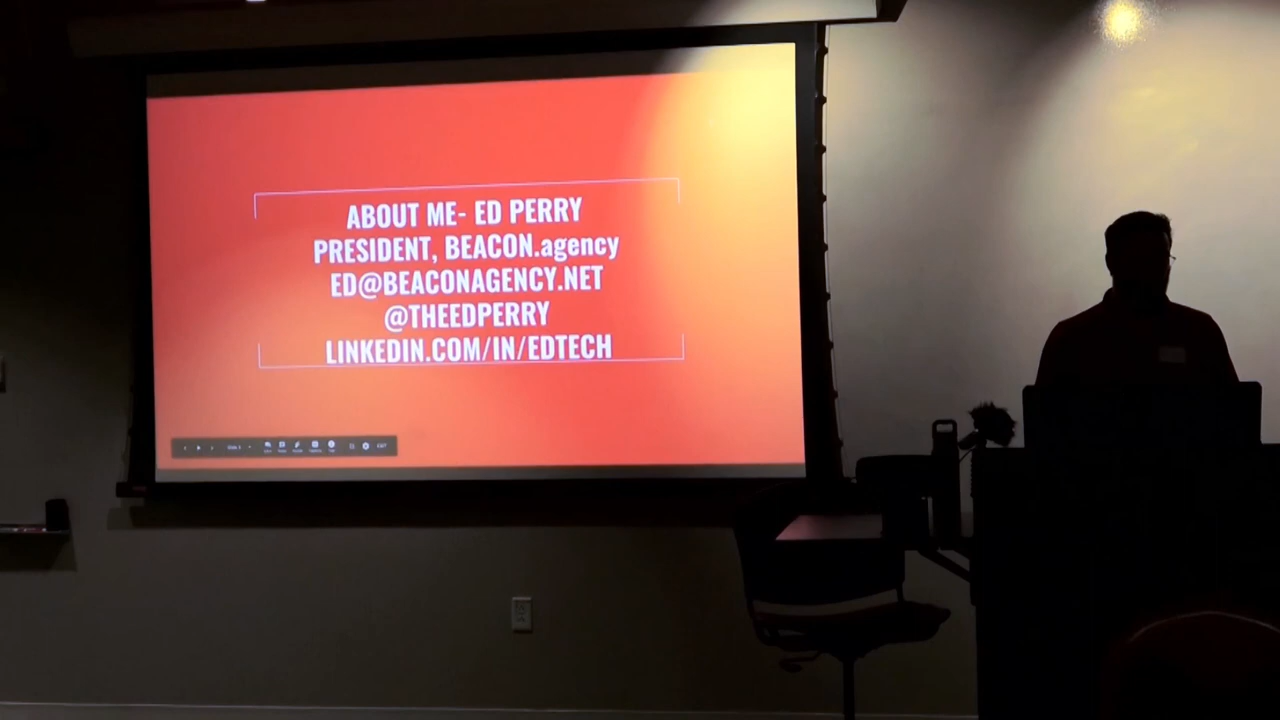 ABOUT ME- ED PERRY
PRESIDENT, BEACON.agency
ED@BEACONAGENCY.NET
@THEEDPERRY
LINKEDIN.COM/IN/EDTECH